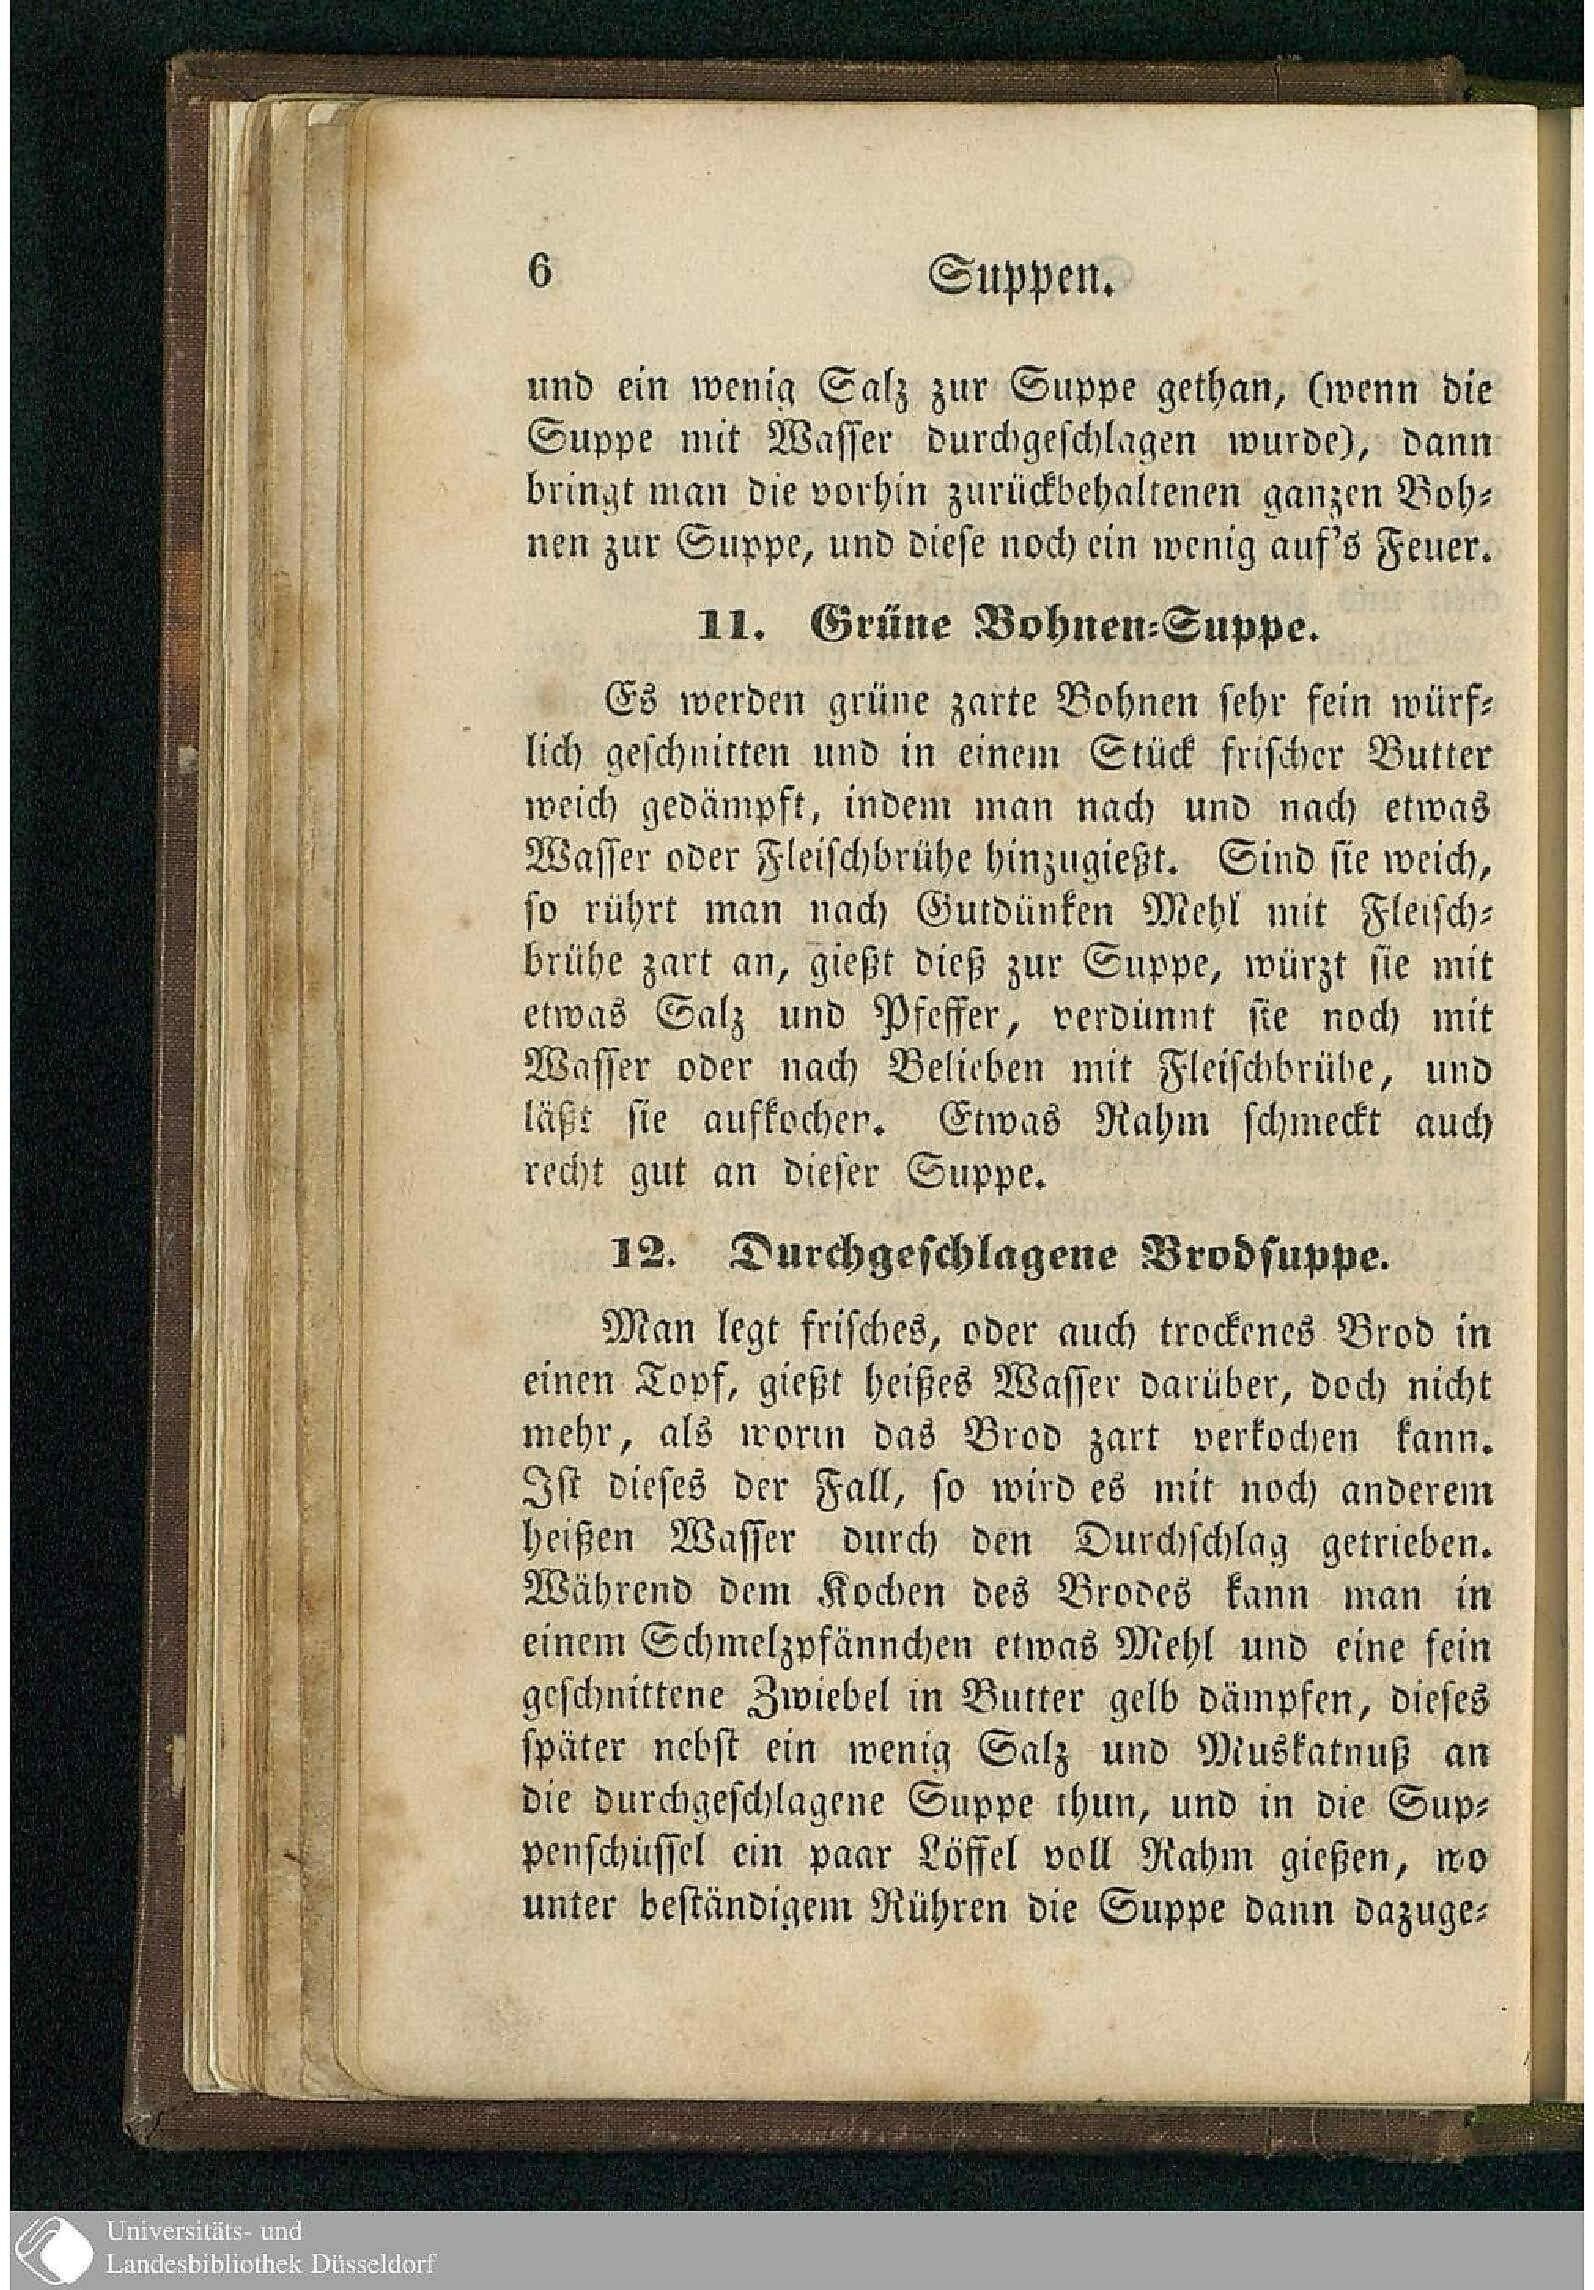 6
Suppen.
und ein wenig Salz zur Suppe gethan, (wenn die
Suppe mit Wasser durchgeschlagen wurde), dann
bringt man die vorhin zurückbehaltenen ganzen Boh-
nen zur Suppe, und diese noch ein wenig auf's Feuer.
11. Grüne Bohnen-Suppe.
Es werden grüne zarte Bohnen sehr fein würf-
lich geschnitten und in einem Stück frischer Butter
weich gedämpft, indem man nach und nach etwas
Wasser oder Fleischbrühe hinzugießt. Sind sie weich,
so rührt man nach Gutdünken Mehl mit Fleisch-
brühe zart an, gießt dieß zur Suppe, würzt sie mit
etwas Salz und Pfeffer, verdünnt sie noch mit
Wasser oder nach Belieben mit Fleischbrühe, und
läßt sie aufkochen. Etwas Rahm schmeckt auch
recht gut an dieser Suppe.
12. Durchgeschlagene Brodsuppe.
Man legt frisches, oder auch trockenes Brod in
einen Topf, gießt heißes Wasser darüber, doch nicht
mehr, als worin das Brod zart verkochen kann.
Ist dieses der Fall, so wird es mit noch anderem
heißen Wasser durch den Durchschlag getrieben.
Während dem Kochen des Brodes kann man in
einem Schmelzpfännchen etwas Mehl und eine fein
geschnittene Zwiebel in Butter gelb dämpfen, dieses
später nebst ein wenig Salz und Muskatnuß an
die durchgeschlagene Suppe thun, und in die Sup-
penschüssel ein paar Löffel voll Rahm gießen, wo
unter beständigem Rühren die Suppe dann dazuge-
Universitäts- und
Landesbibliothek Düsseldorf